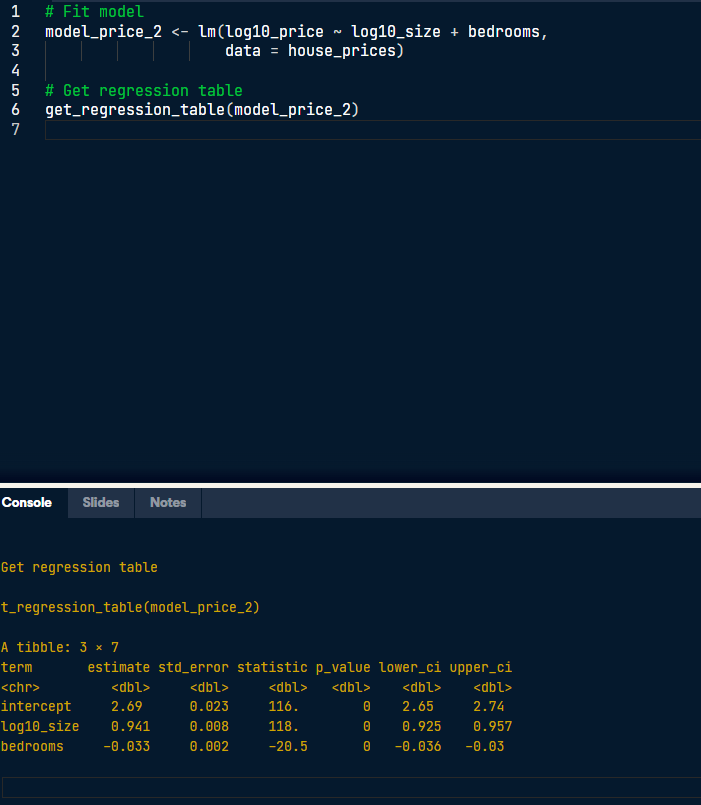 1 # Fit model
2 model_price_2 <- lm(log10_price ~ log10_size + bedrooms,
3                     data = house_prices)
4
5 # Get regression table
6 get_regression_table(model_price_2)
7
Console Slides Notes
Get regression table
t_regression_table(model_price_2)
A tibble: 3 × 7
term       estimate std_error statistic p_value lower_ci upper_ci
<chr>         <dbl>     <dbl>     <dbl>   <dbl>    <dbl>    <dbl>
intercept     2.69      0.023     116.        0    2.65     2.74
log10_size    0.941     0.008     118.        0    0.925    0.957
bedrooms     -0.033     0.002     -20.5       0   -0.036   -0.03